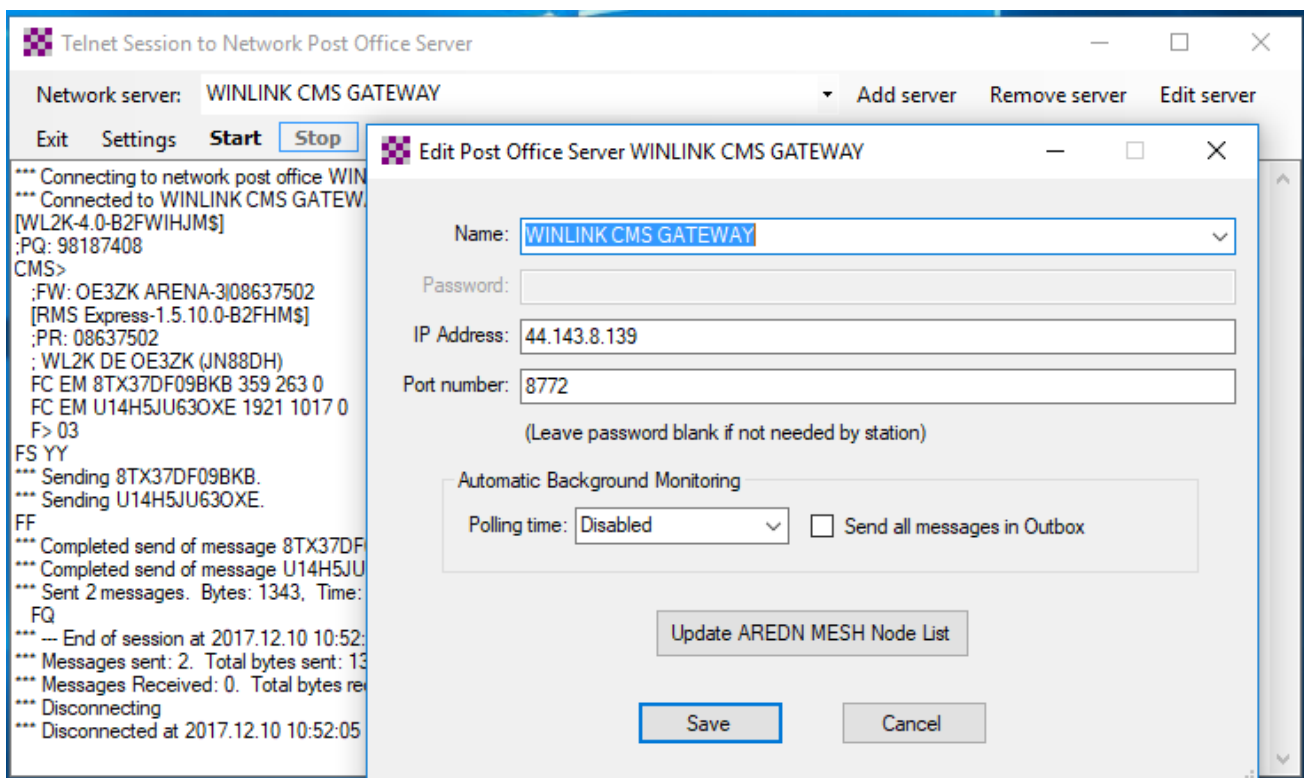 Telnet Session to Network Post Office Server
Network server: WINLINK CMS GATEWAY Add server Remove server Edit server
Exit Settings Start Stop
*** Connecting to network post office WIN
*** Connected to WINLINK CMS GATEW
[WL2K-4.0-B2FWIHJM$]
;PQ: 98187408
CMS>
;FW: OE3ZK ARENA-3|08637502
[RMS Express-1.5.10.0-B2FHM$]
;PR: 08637502
; WL2K DE OE3ZK (JN88DH)
FC EM 8TX37DF09BKB 359 263 0
FC EM U14H5JU63OXE 1921 1017 0
F> 03
FS YY
*** Sending 8TX37DF09BKB.
*** Sending U14H5JU63OXE.
FF
*** Completed send of message 8TX37DF
*** Completed send of message U14H5JU
*** Sent 2 messages. Bytes: 1343, Time:
FQ
*** --- End of session at 2017.12.10 10:52:
*** Messages sent: 2. Total bytes sent: 13
*** Messages Received: 0. Total bytes re
*** Disconnecting
*** Disconnected at 2017.12.10 10:52:05
Edit Post Office Server WINLINK CMS GATEWAY
Name: WINLINK CMS GATEWAY
Password:
IP Address: 44.143.8.139
Port number: 8772
(Leave password blank if not needed by station)
Automatic Background Monitoring
Polling time: Disabled Send all messages in Outbox
Update AREDN MESH Node List
Save Cancel